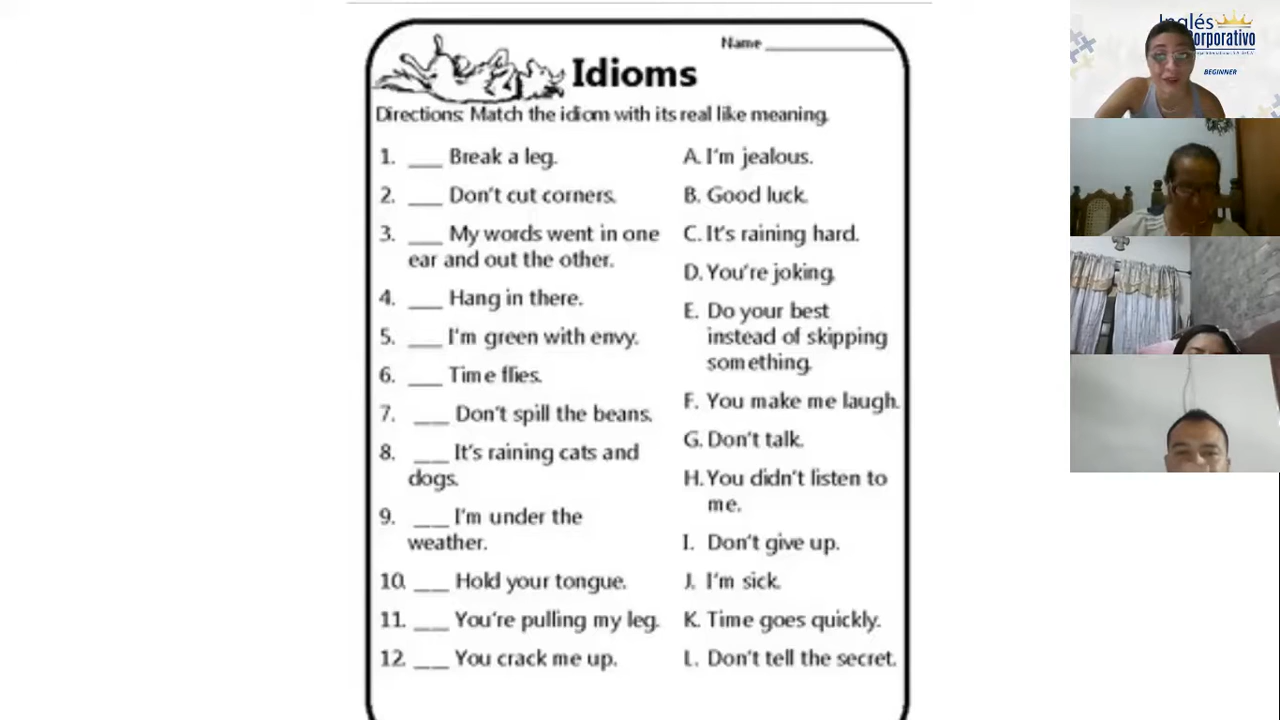 Name
Idioms
Directions: Match the idiom with its real like meaning.
1. ___ Break a leg.
2. ___ Don't cut corners.
3. ___ My words went in one
ear and out the other.
4. ___ Hang in there.
5. ___ I'm green with envy.
6. ___ Time flies.
7. ___ Don't spill the beans.
8. ___ It's raining cats and
dogs.
9. ___ I'm under the
weather.
10. ___ Hold your tongue.
11. ___ You're pulling my leg.
12. ___ You crack me up.
A. I'm jealous.
B. Good luck.
C. It's raining hard.
D. You're joking.
E. Do your best
instead of skipping
something.
F. You make me laugh.
G. Don't talk.
H. You didn't listen to
me.
I. Don't give up.
J. I'm sick.
K. Time goes quickly.
L. Don't tell the secret.
Inglés
orporativo
BEGINNER